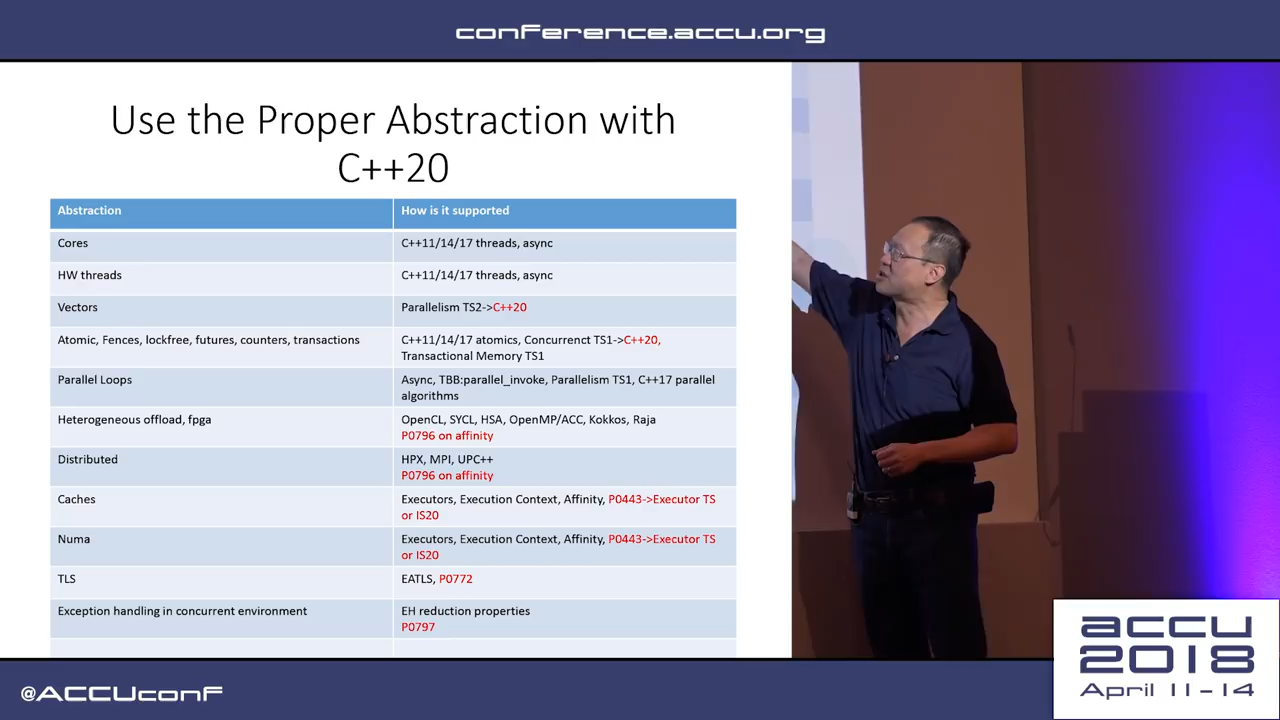 conference.accu.org
Use the Proper Abstraction with
C++20
Abstraction
How is it supported
Cores
C++11/14/17 threads, async
HW threads
C++11/14/17 threads, async
Vectors
Parallelism TS2->C++20
Atomic, Fences, lockfree, futures, counters, transactions
C++11/14/17 atomics, Concurrenct TS1->C++20,
Transactional Memory TS1
Parallel Loops
Async, TBB:parallel_invoke, Parallelism TS1, C++17 parallel
algorithms
Heterogeneous offload, fpga
OpenCL, SYCL, HSA, OpenMP/ACC, Kokkos, Raja
P0796 on affinity
Distributed
HPX, MPI, UPC++
P0796 on affinity
Caches
Executors, Execution Context, Affinity, P0443->Executor TS
or IS20
Numa
Executors, Execution Context, Affinity, P0443->Executor TS
or IS20
TLS
EATLS, P0772
Exception handling in concurrent environment
EH reduction properties
P0797
@ACCUconf
accu
2018
April 11-14